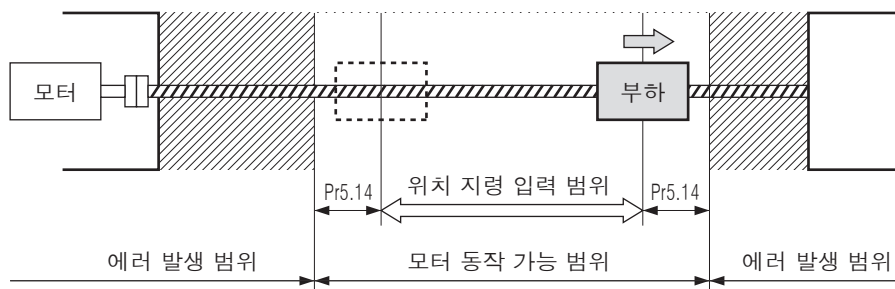 모터
부하
Pr5.14
위치 지령 입력 범위
Pr5.14
에러 발생 범위
모터 동작 가능 범위
에러 발생 범위